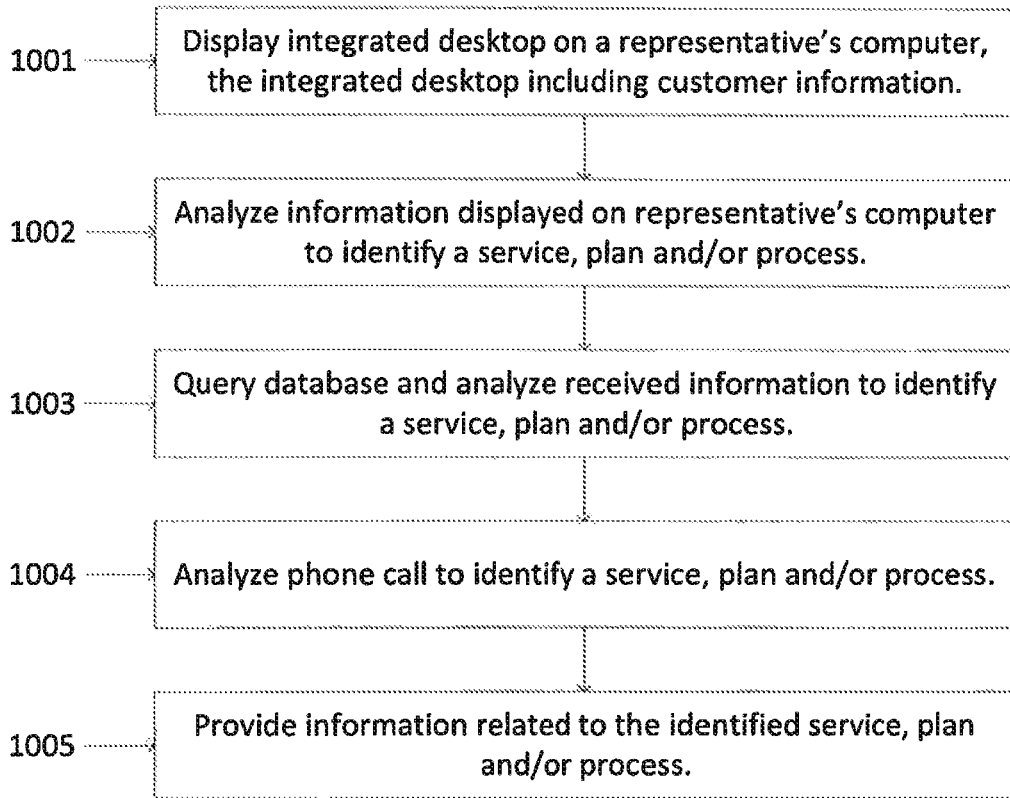 1001
Display integrated desktop on a representative's computer,
the integrated desktop including customer information.
1002
Analyze information displayed on representative's computer
to identify a service, plan and/or process.
1003
Query database and analyze received information to identify
a service, plan and/or process.
1004
Analyze phone call to identify a service, plan and/or process.
1005
Provide information related to the identified service, plan
and/or process.